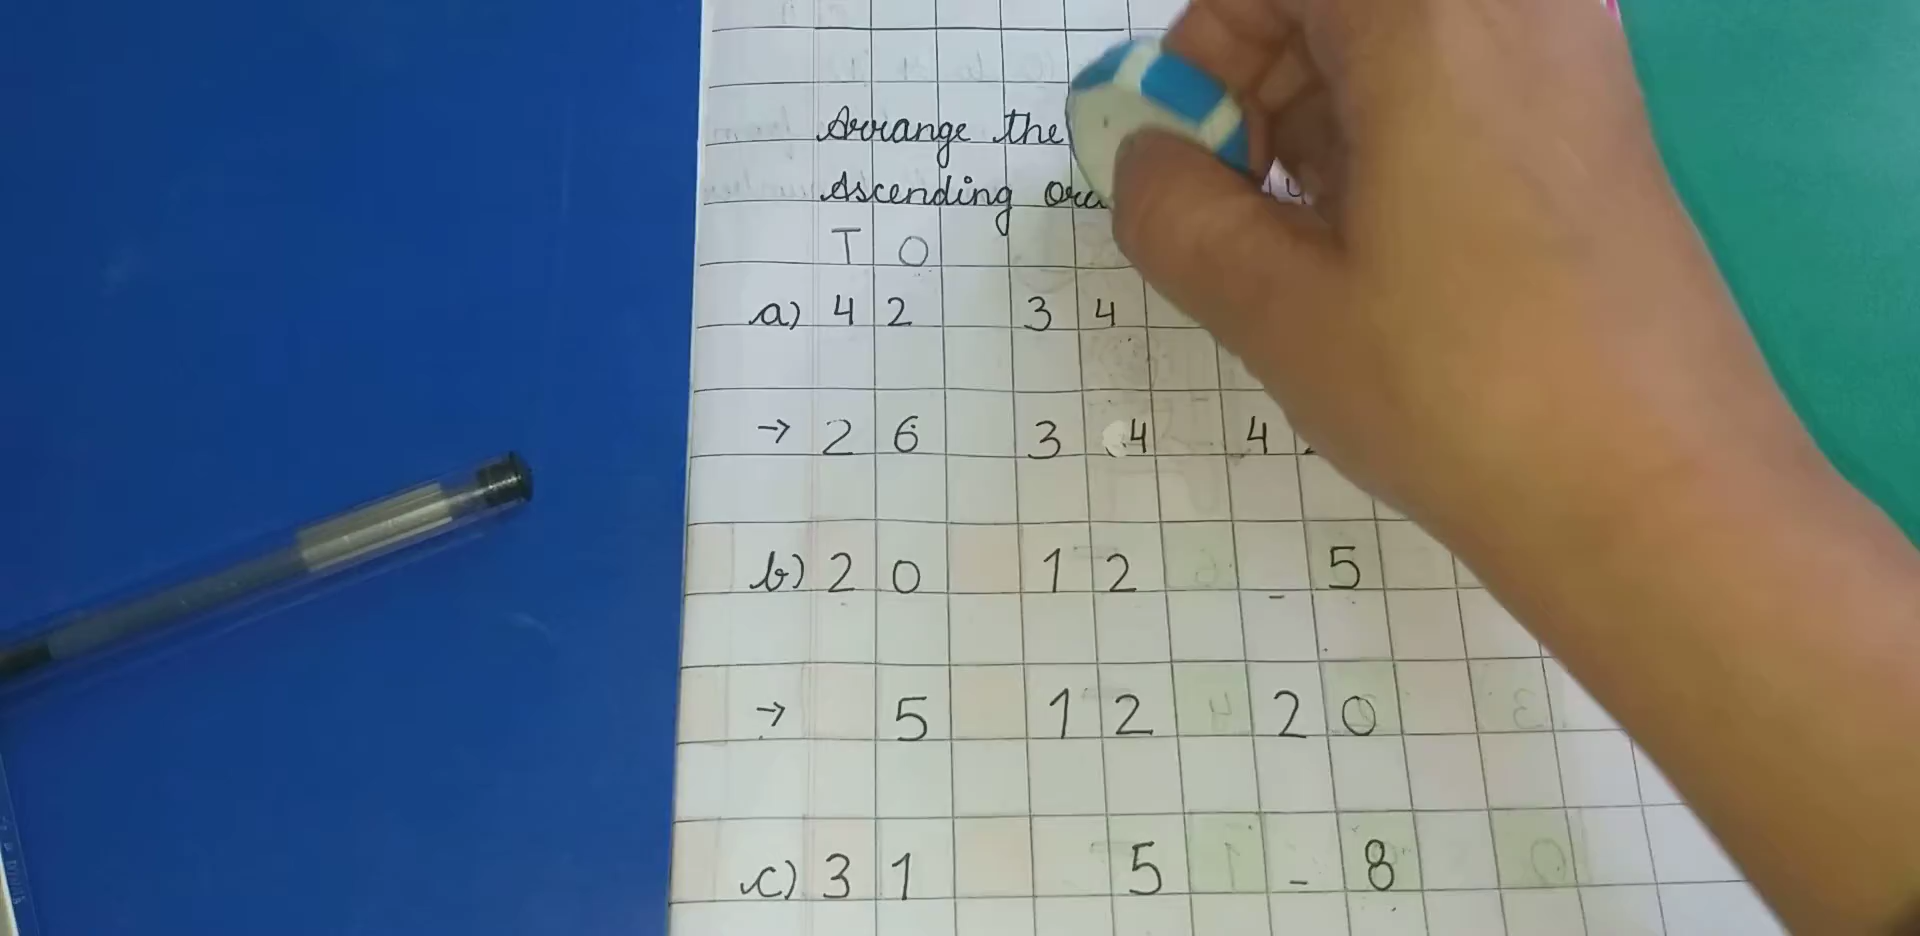 Arrange the
Ascending
T O
a) 4 2 3 4
→ 2 6 3 4 4
b) 2 0 1 2 _ 5
→ 5 1 2 2 0
c) 3 1 5 _ 8